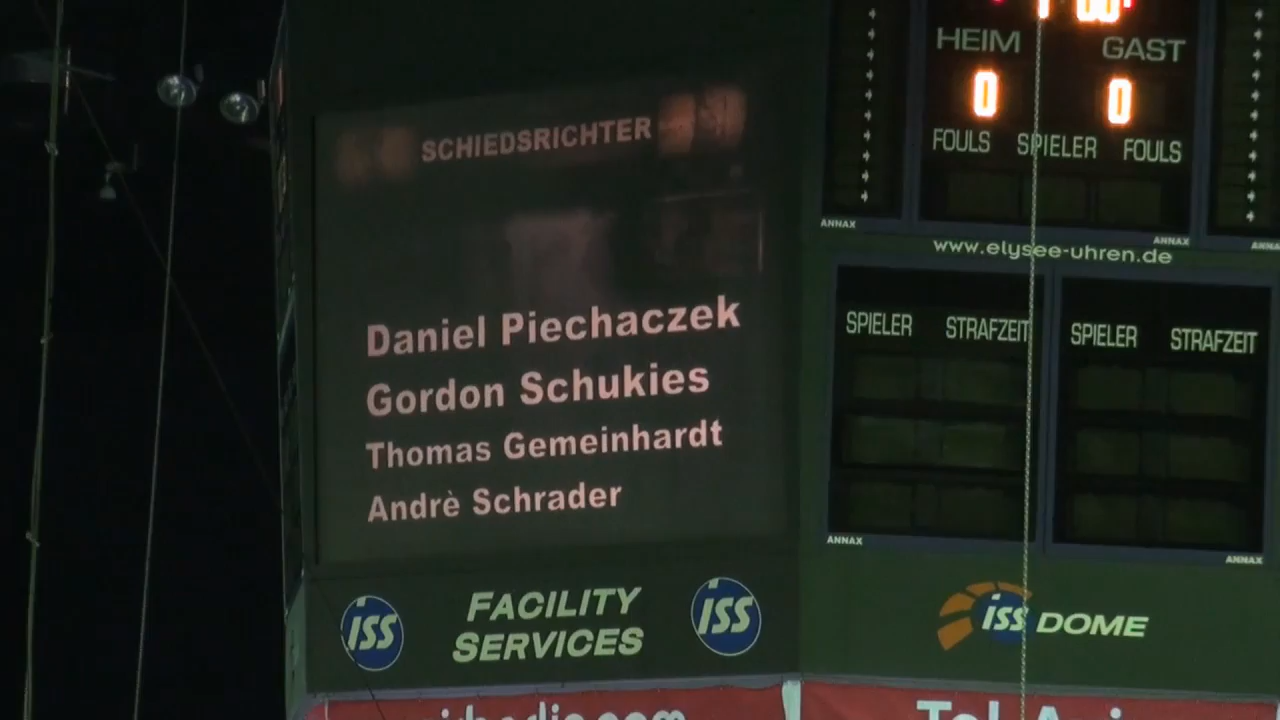 SCHIEDSRICHTER
Daniel Piechaczek
Gordon Schukies
Thomas Gemeinhardt
Andrè Schrader
iss
FACILITY
SERVICES
iss
HEIM GAST
0 0
FOULS SPIELER FOULS
ANNAX ANNAX
www.elysee-uhren.de
SPIELER STRAFZEIT SPIELER STRAFZEIT
ANNAX ANNAX
iss DOME